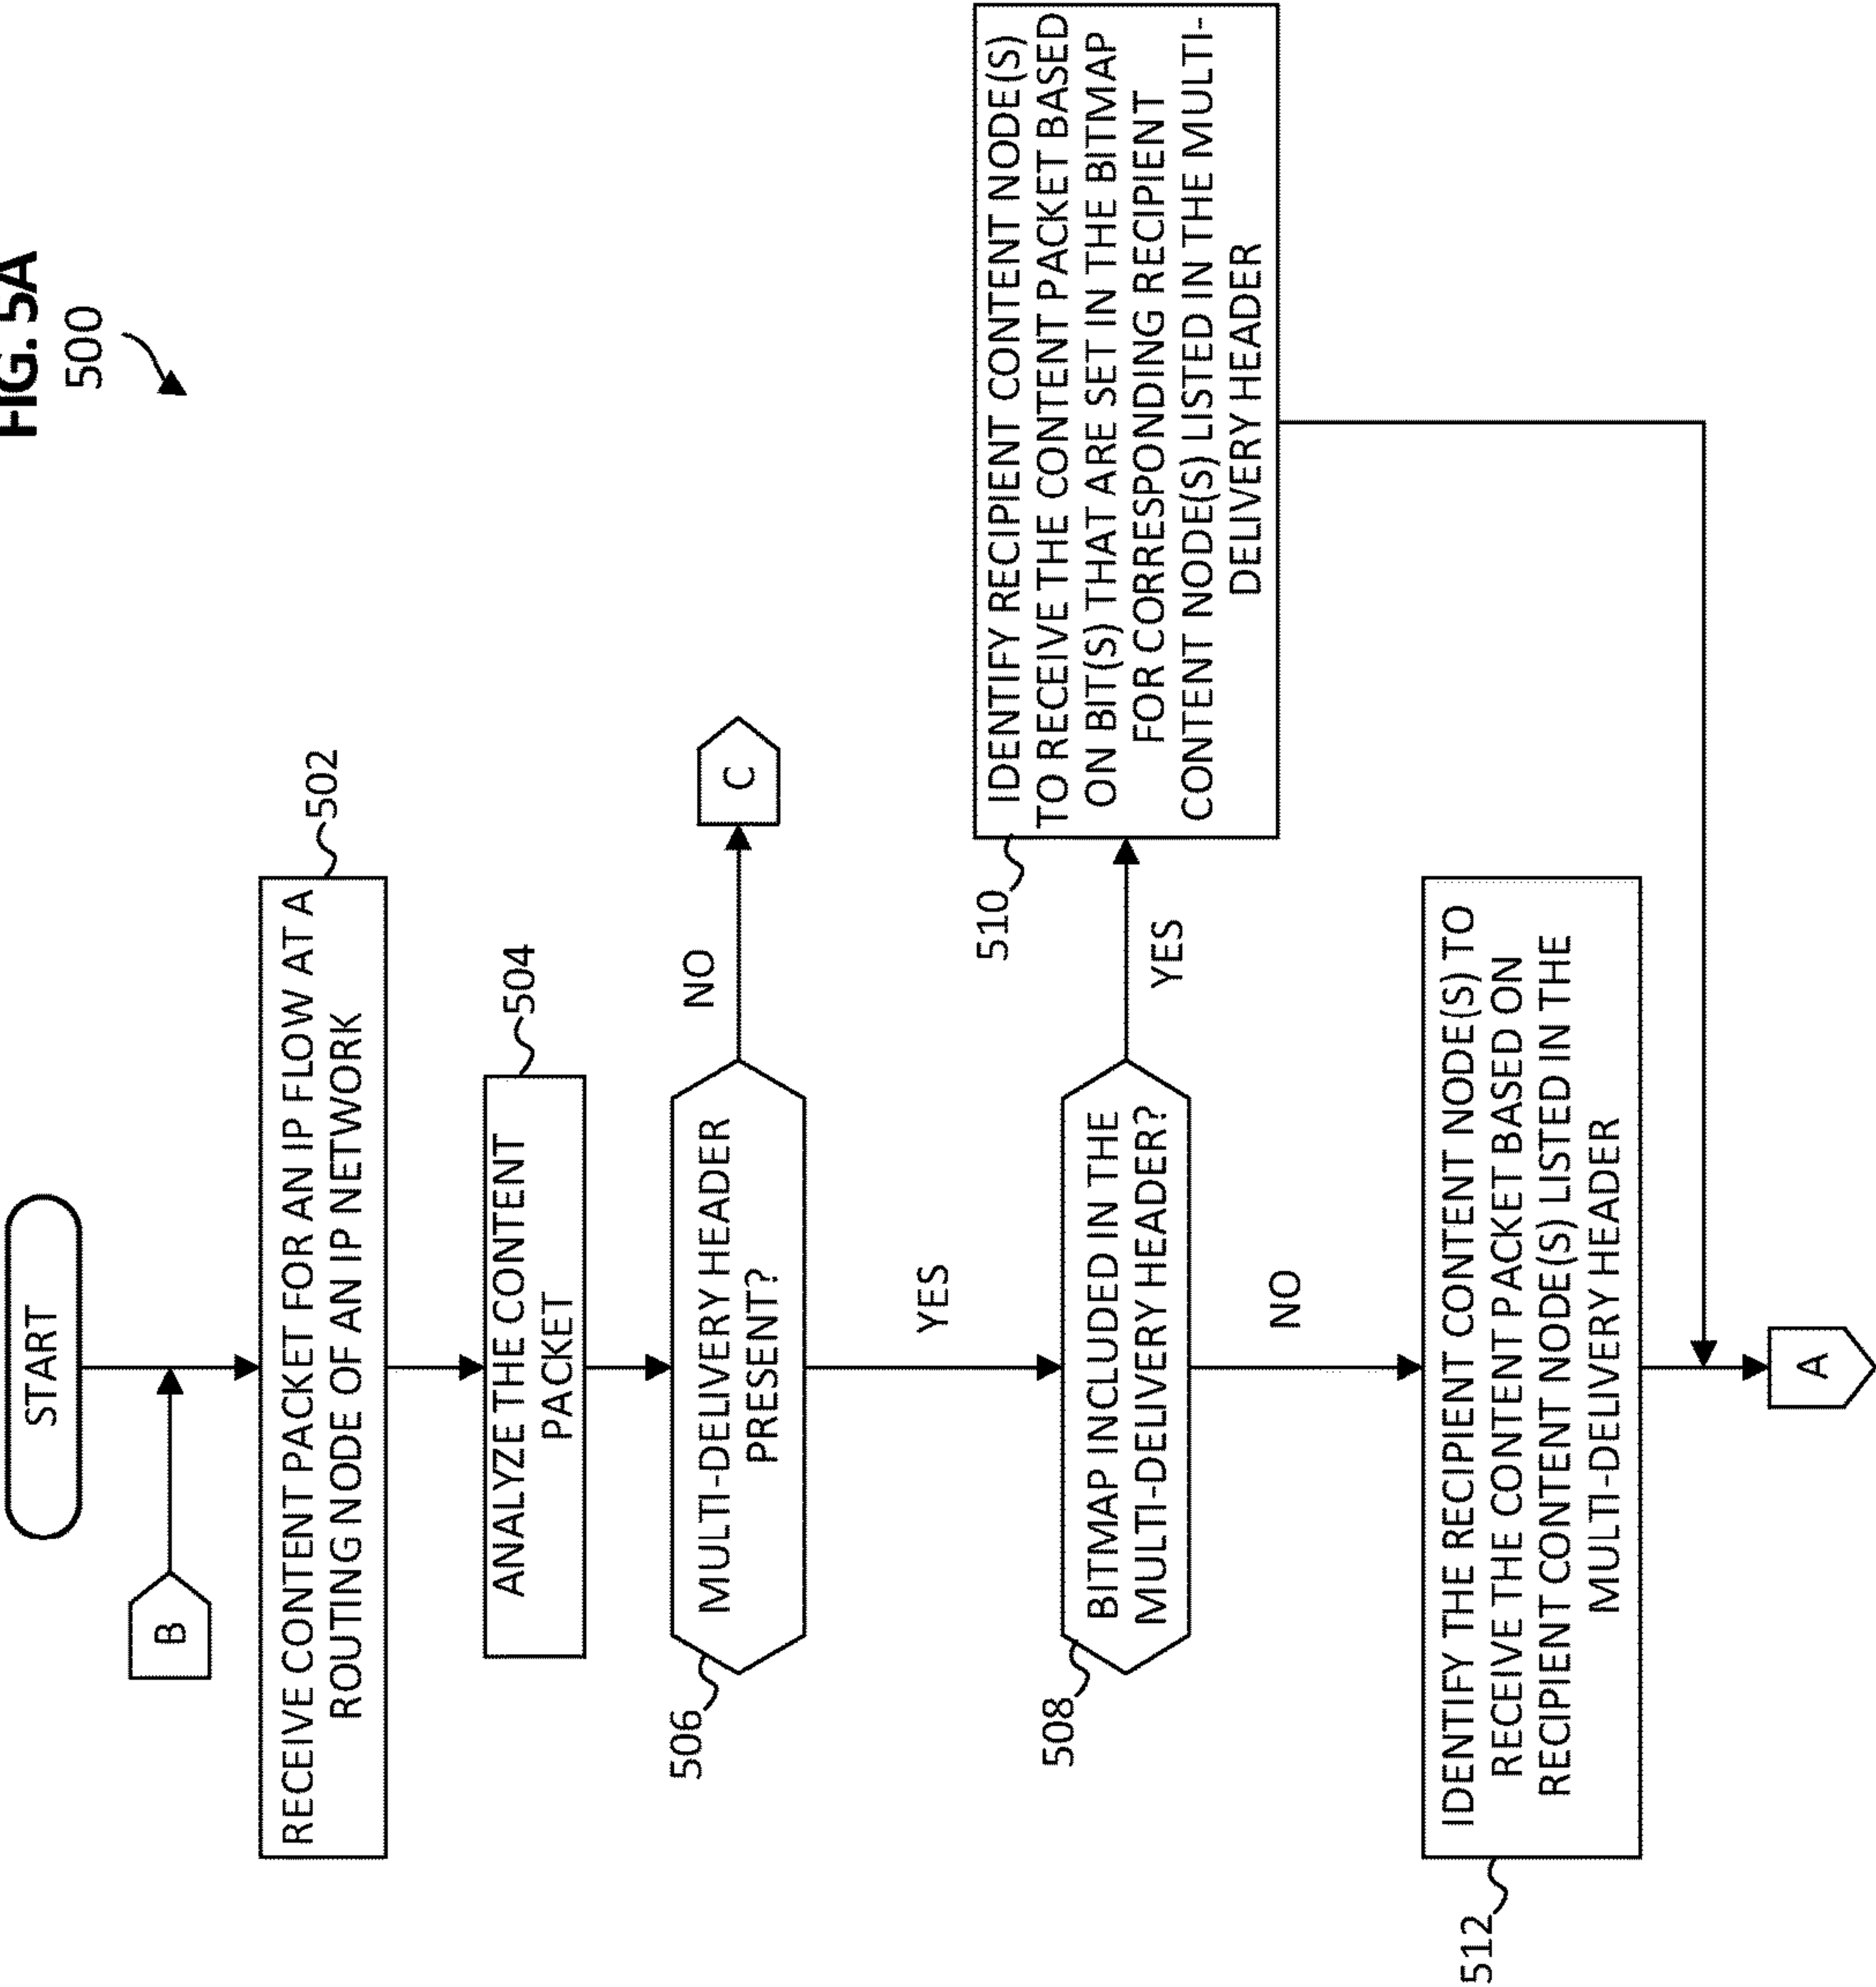 FIG. 5A
500
START
B
RECEIVE CONTENT PACKET FOR AN IP FLOW AT A
ROUTING NODE OF AN IP NETWORK
502
ANALYZE THE CONTENT
PACKET
504
506
MULTI-DELIVERY HEADER
PRESENT?
NO
C
YES
508
BITMAP INCLUDED IN THE
MULTI-DELIVERY HEADER?
YES
510
IDENTIFY RECIPIENT CONTENT NODE(S)
TO RECEIVE THE CONTENT PACKET BASED
ON BIT(S) THAT ARE SET IN THE BITMAP
FOR CORRESPONDING RECIPIENT
CONTENT NODE(S) LISTED IN THE MULTI-
DELIVERY HEADER
NO
512
IDENTIFY THE RECIPIENT CONTENT NODE(S) TO
RECEIVE THE CONTENT PACKET BASED ON
RECIPIENT CONTENT NODE(S) LISTED IN THE
MULTI-DELIVERY HEADER
A